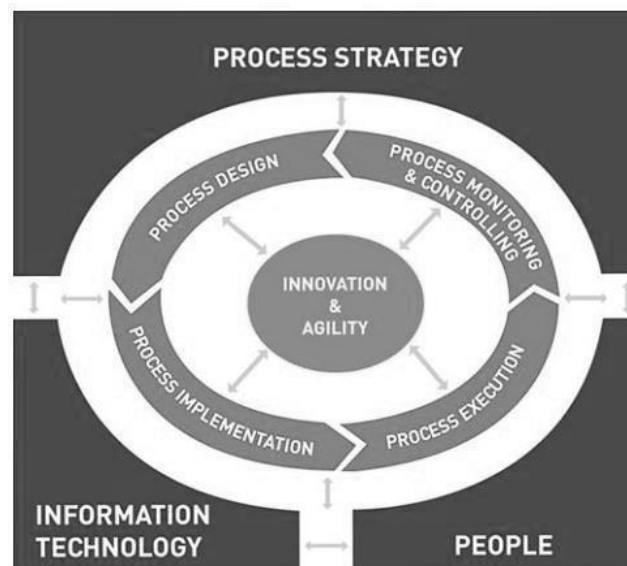 PROCESS STRATEGY
PROCESS DESIGN
PROCESS MONITORING
& CONTROLLING
INNOVATION
&
AGILITY
PROCESS IMPLEMENTATION
PROCESS EXECUTION
INFORMATION
TECHNOLOGY
PEOPLE